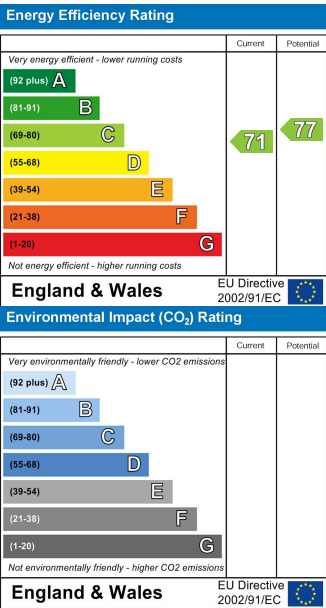 Energy Efficiency Rating
Current Potential
Very energy efficient - lower running costs
(92 plus) A
(81-91) B
(69-80) C
71 77
(55-68) D
(39-54) E
(21-38) F
(1-20) G
Not energy efficient - higher running costs
England & Wales
EU Directive
2002/91/EC
Environmental Impact (CO₂) Rating
Current Potential
Very environmentally friendly - lower CO2 emissions
(92 plus) A
(81-91) B
(69-80) C
(55-68) D
(39-54) E
(21-38) F
(1-20) G
Not environmentally friendly - higher CO2 emissions
England & Wales
EU Directive
2002/91/EC